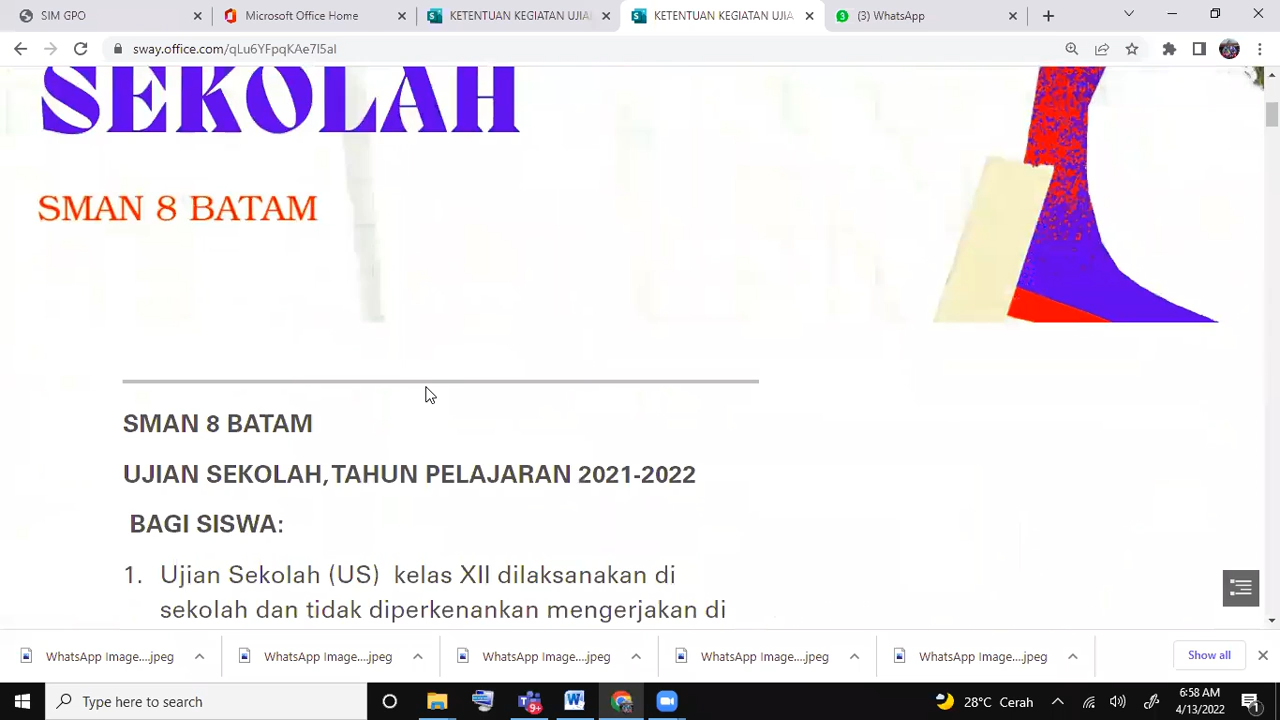 SIM GPO
Microsoft Office Home
KETENTUAN KEGIATAN UJIA
KETENTUAN KEGIATAN UJIA
(3) WhatsApp
sway.office.com/qLu6YFpqKAe7I5aI
SEKOLAH
SMAN 8 BATAM
SMAN 8 BATAM
UJIAN SEKOLAH, TAHUN PELAJARAN 2021-2022
BAGI SISWA:
1. Ujian Sekolah (US) kelas XII dilaksanakan di
sekolah dan tidak diperkenankan mengerjakan di
WhatsApp Image....jpeg
WhatsApp Image....jpeg
WhatsApp Image....jpeg
WhatsApp Image....jpeg
WhatsApp Image....jpeg
Show all
Type here to search
9+
28°C Cerah
6:58 AM
4/13/2022
1